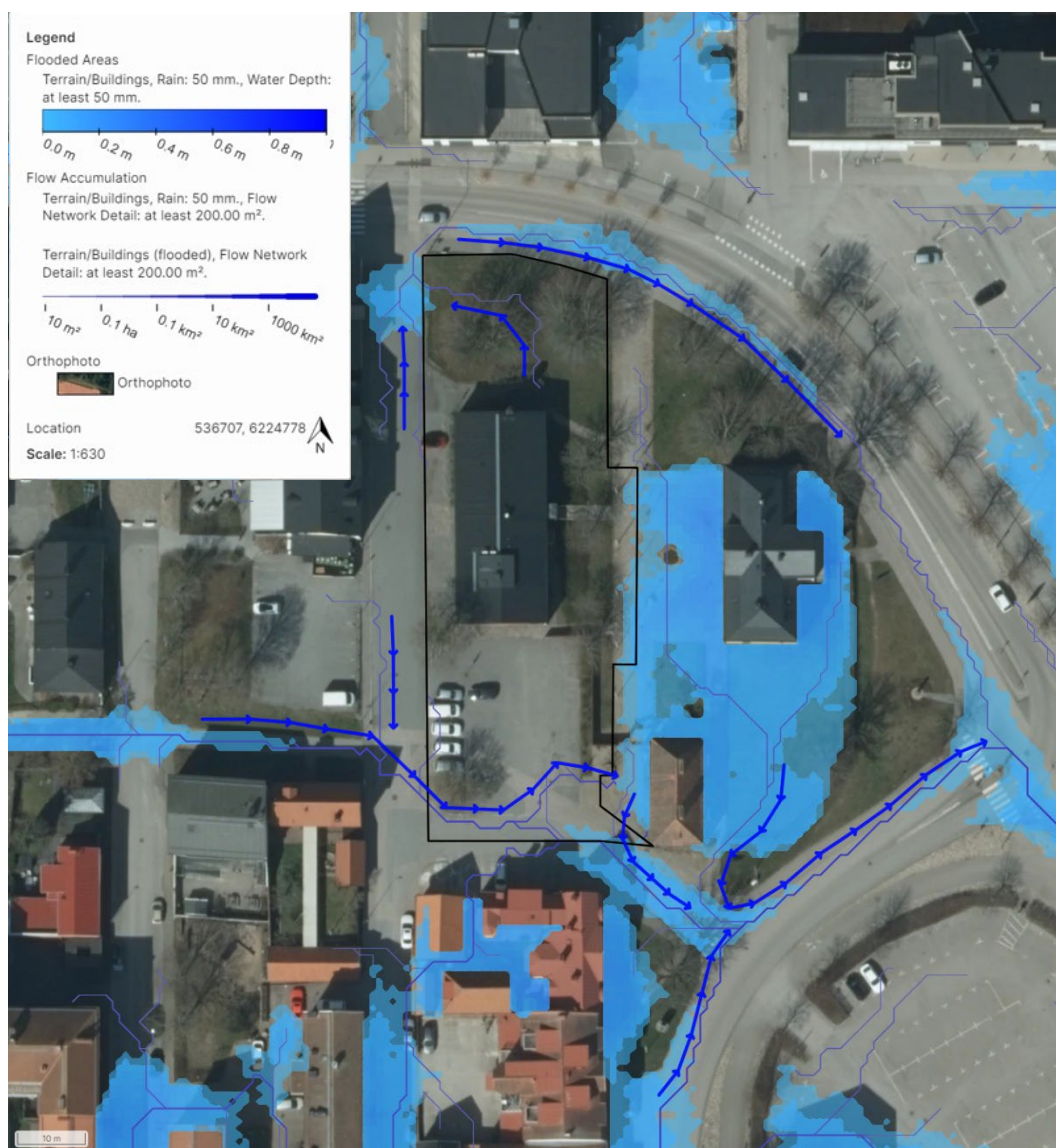 Legend
Flooded Areas
Terrain/Buildings, Rain: 50 mm., Water Depth:
at least 50 mm.
0.0 m 0.2 m 0.4 m 0.6 m 0.8 m
Flow Accumulation
Terrain/Buildings, Rain: 50 mm., Flow
Network Detail: at least 200.00 m².
Terrain/Buildings (flooded), Flow Network
Detail: at least 200.00 m².
10 m² 0.1 ha 0.1 km² 10 km² 1000 km²
Orthophoto
Orthophoto
Location 536707, 6224778
N
Scale: 1:630
10 m